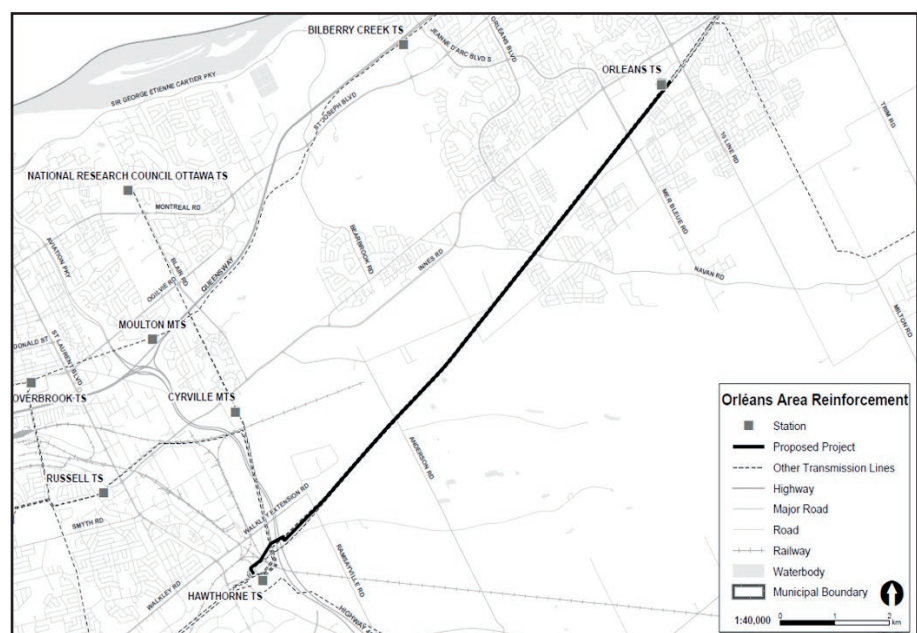 BILBERRY CREEK TS
ORLÉANS BLVD
JEANNE D'ARC BLVD S
ORLEANS TS
SIR GEORGE ETIENNE CARTIER PKY
ST JOSEPH BLVD
TRIM RD
10 LINE RD
NATIONAL RESEARCH COUNCIL OTTAWA TS
MONTREAL RD
MER BLEUE RD
BEARBROOK RD
AVIATION PKY
BLAIR RD
QUEENSWAY
INNES RD
OGILVIE RD
NAVAN RD
MILTON RD
MOULTON MTS
DONALD ST
ST LAURENT BLVD
OVERBROOK TS
CYRVILLE MTS
ANDERSON RD
RUSSELL TS
WALKLEY EXTENSION RD
SMYTH RD
RAMSAYVILLE RD
WALKLEY RD
HAWTHORNE TS
HIGHWAY
Orléans Area Reinforcement
Station
Proposed Project
Other Transmission Lines
Highway
Major Road
Road
Railway
Waterbody
Municipal Boundary
1:40,000
0 1 2
km